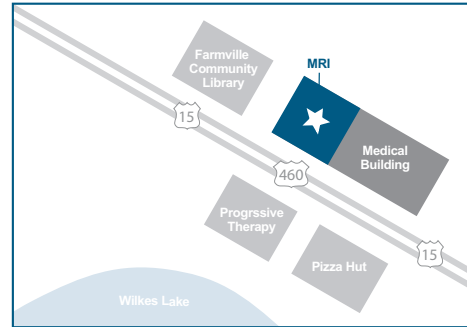 Farmville
Community
Library
MRI
15
Medical
Building
460
Progrssive
Therapy
Pizza Hut
15
Wilkes Lake